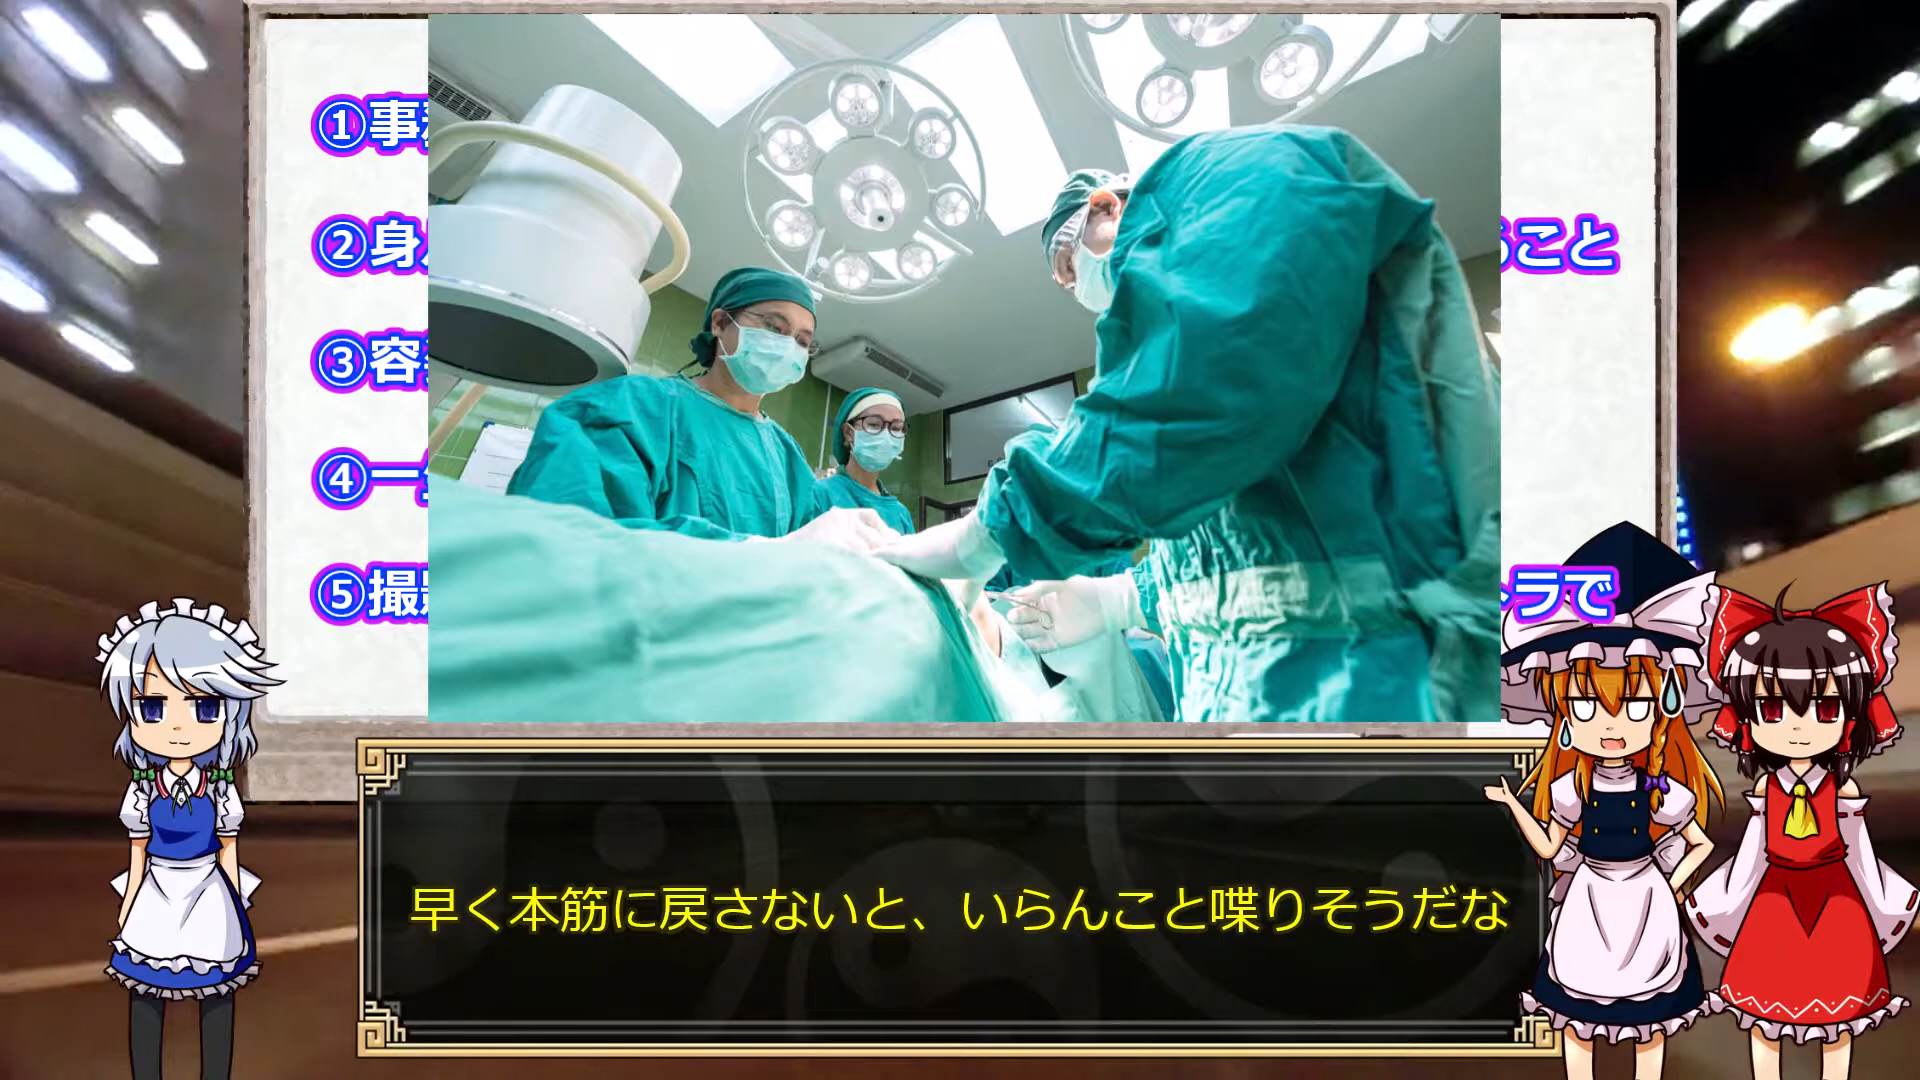 ①事
②身
こと
③容
④一
⑤撮
ラで
早く本筋に戻さないと、いらんこと喋りそうだな